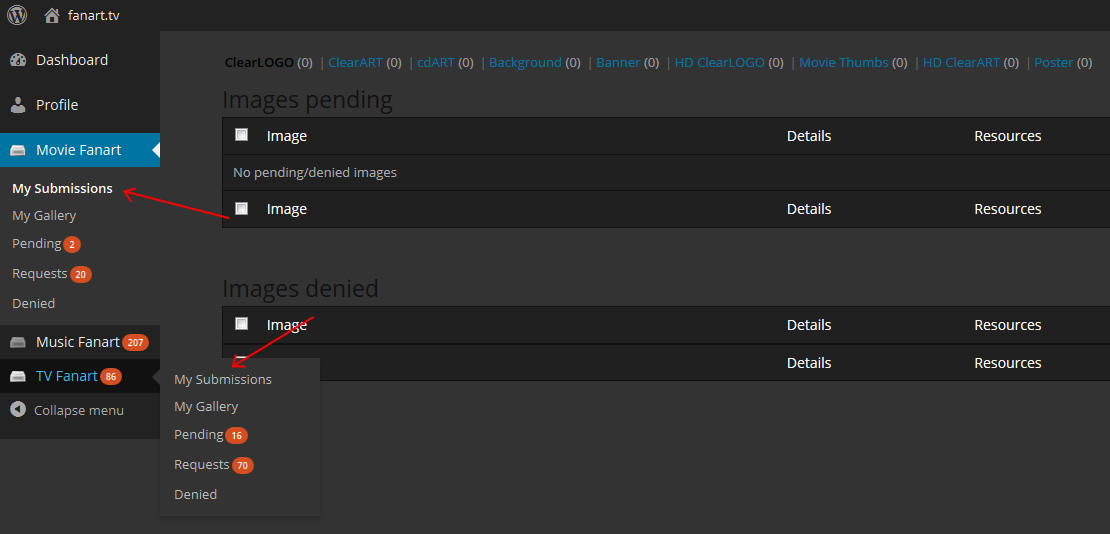 fanart.tv
Dashboard
Profile
Movie Fanart
My Submissions
My Gallery
Pending 2
Requests 20
Denied
Music Fanart 207
TV Fanart 86
Collapse menu
My Submissions
My Gallery
Pending 16
Requests 70
Denied
ClearLOGO (0) | ClearART (0) | cdART (0) | Background (0) | Banner (0) | HD ClearLOGO (0) | Movie Thumbs (0) | HD ClearART (0) | Poster (0)
Images pending
Image Details Resources
No pending/denied images
Image Details Resources
Images denied
Image Details Resources
Details Resources